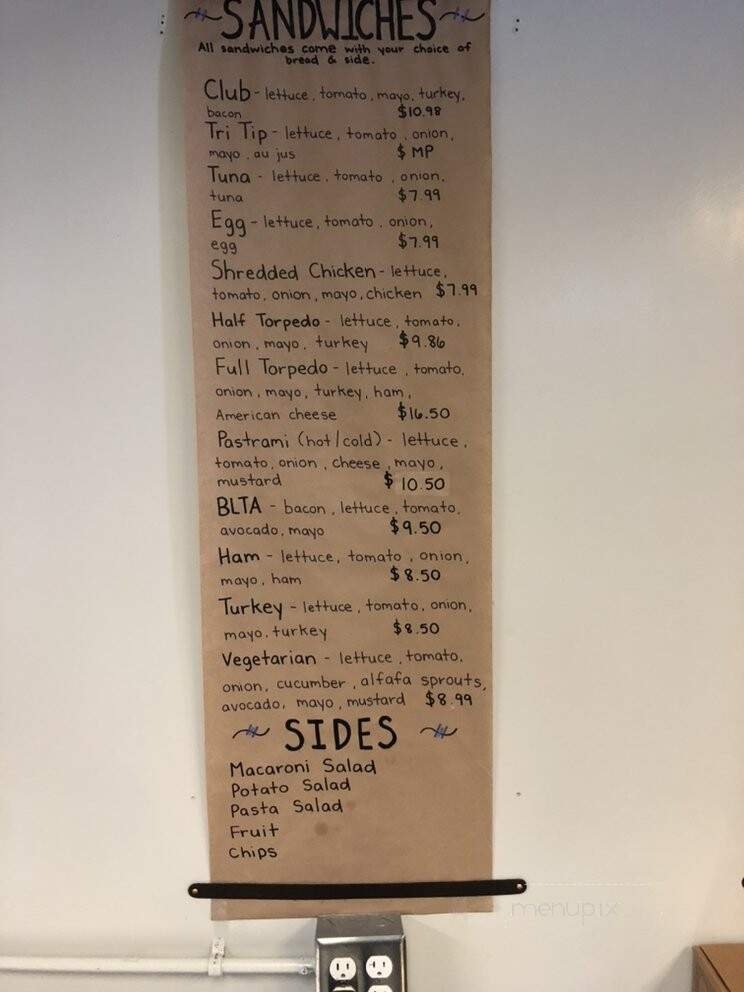 SANDWICHES
All sandwiches come with your choice of
bread & side.
Club - lettuce, tomato, mayo, turkey,
bacon $10.98
Tri Tip - lettuce, tomato, onion,
mayo, au jus $ MP
Tuna - lettuce, tomato, onion,
tuna $7.99
Egg - lettuce, tomato, onion,
egg $7.99
Shredded Chicken - lettuce,
tomato, onion, mayo, chicken $7.99
Half Torpedo - lettuce, tomato,
onion, mayo, turkey $9.86
Full Torpedo - lettuce, tomato,
onion, mayo, turkey, ham,
American cheese $16.50
Pastrami (hot/cold) - lettuce,
tomato, onion, cheese, mayo,
mustard $10.50
BLTA - bacon, lettuce, tomato,
avocado, mayo $9.50
Ham - lettuce, tomato, onion,
mayo, ham $8.50
Turkey - lettuce, tomato, onion,
mayo, turkey $8.50
Vegetarian - lettuce, tomato,
onion, cucumber, alfafa sprouts,
avocado, mayo, mustard $8.99
SIDES
Macaroni Salad
Potato Salad
Pasta Salad
Fruit
Chips
menupix